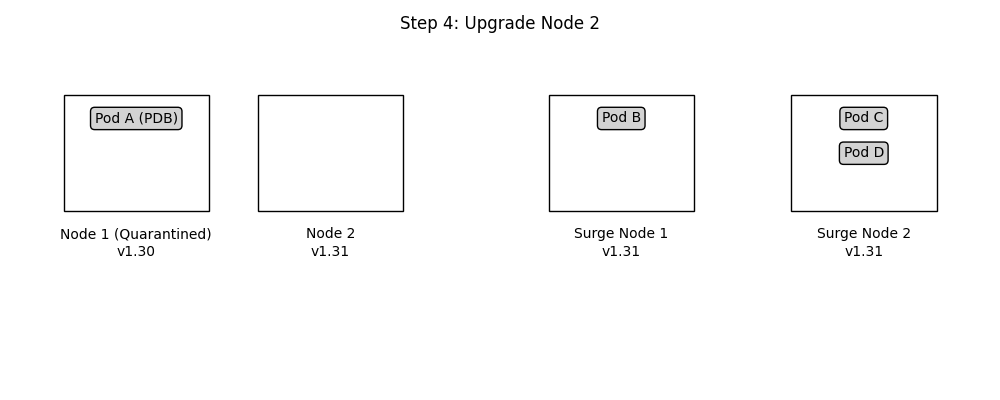 Step 4: Upgrade Node 2
Pod A (PDB)
Pod B
Pod C
Pod D
Node 1 (Quarantined)
v1.30
Node 2
v1.31
Surge Node 1
v1.31
Surge Node 2
v1.31